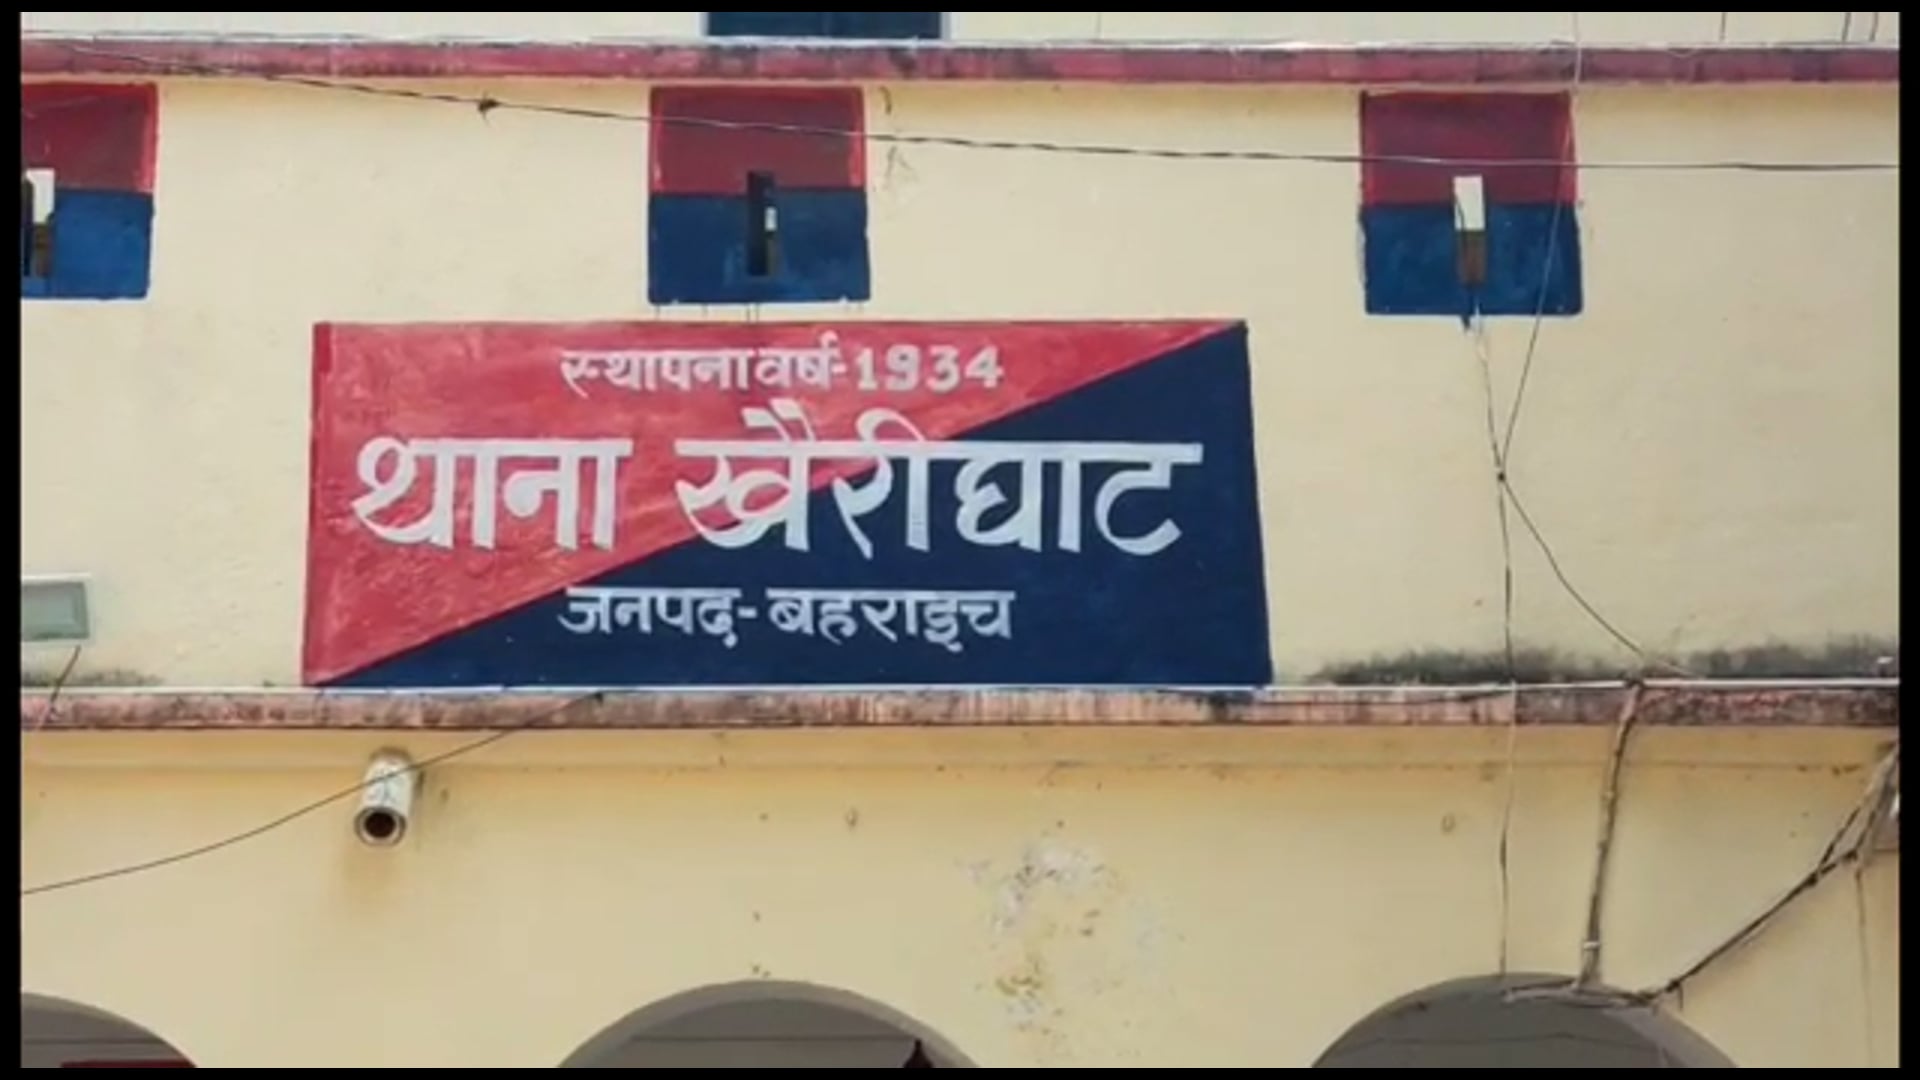 स्थापना वर्ष-1934
थाना खैरीघाट
जनपद-बहराइच